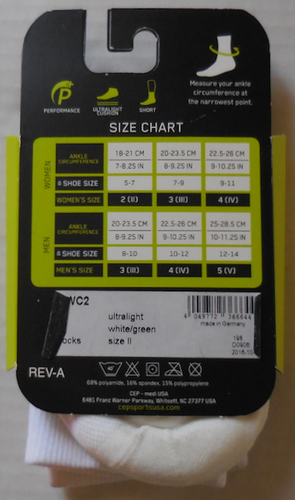 PERFORMANCE
ULTRALIGHT CUSHION
SHORT
Measure your ankle
circumference at
the narrowest point.
SIZE CHART
WOMEN
ANKLE CIRCUMFERENCE 18-21 CM 20-23.5 CM 22.5-26 CM
7-8.25 IN 8-9.25 IN 9-10.25 IN
SHOE SIZE 5-7 7-9 9-11
WOMEN'S SIZE 2 (II) 3 (III) 4 (IV)
MEN
ANKLE CIRCUMFERENCE 20-23.5 CM 22.5-26 CM 25-28.5 CM
8-9.25 IN 9-10.25 IN 10-11.25 IN
SHOE SIZE 8-10 10-12 12-14
MEN'S SIZE 3 (III) 4 (IV) 5 (V)
WC2
ultralight
white/green
ocks size II
made in Germany
198
REV-A
68% polyamide, 16% spandex, 15% polypropylene
CEP - medi USA
6481 Franz Warner Parkway, Whitsett, NC 27377 USA
cepsportsusa.com